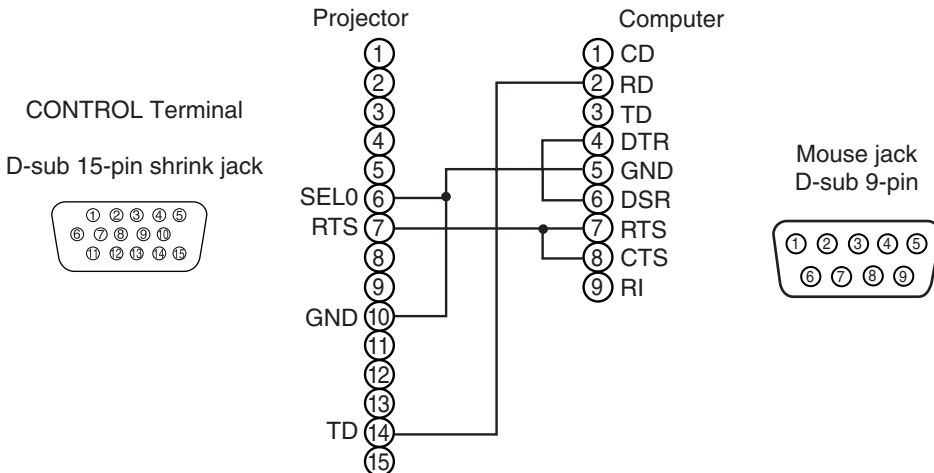 Projector
Computer
CONTROL Terminal
D-sub 15-pin shrink jack
1 2 3 4 5
6 7 8 9 10
11 12 13 14 15
1
2
3
4
5
SEL0 6
RTS 7
8
9
GND 10
11
12
13
TD 14
15
1 CD
2 RD
3 TD
4 DTR
5 GND
6 DSR
7 RTS
8 CTS
9 RI
Mouse jack
D-sub 9-pin
1 2 3 4 5
6 7 8 9